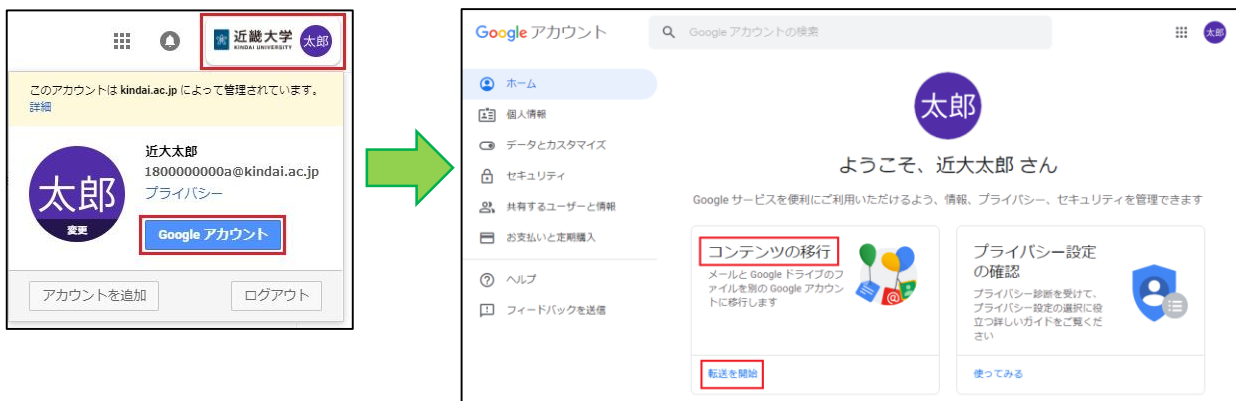 近畿大学
KINDAI UNIVERSITY
太郎
このアカウントは kindai.ac.jp によって管理されています。
詳細
太郎
変更
近大太郎
1800000000a@kindai.ac.jp
プライバシー
Google アカウント
アカウントを追加
ログアウト
Google アカウント
Google アカウントの検索
太郎
ホーム
個人情報
データとカスタマイズ
セキュリティ
共有するユーザーと情報
お支払いと定期購入
ヘルプ
フィードバックを送信
太郎
ようこそ、近大太郎 さん
Google サービスを便利にご利用いただけるよう、情報、プライバシー、セキュリティを管理できます
コンテンツの移行
メールと Google ドライブのフ
ァイルを別の Google アカウン
トに移行します
転送を開始
プライバシー設定
の確認
プライバシー診断を受けて、
プライバシー設定の選択に役
立つ詳しいガイドをご覧くだ
さい
使ってみる